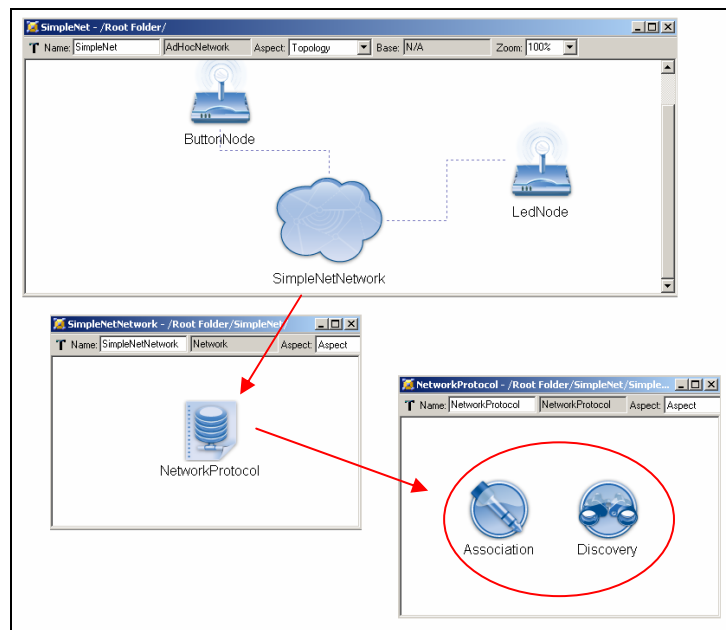 SimpleNet - /Root Folder/
Name: SimpleNet AdHocNetwork Aspect: Topology Base: N/A Zoom: 100%
ButtonNode
LedNode
SimpleNetNetwork
SimpleNetNetwork - /Root Folder/SimpleNet/
Name: SimpleNetNetwork Network Aspect: Aspect
NetworkProtocol
NetworkProtocol - /Root Folder/SimpleNet/Simple...
Name: NetworkProtocol NetworkProtocol Aspect: Aspect
Association Discovery